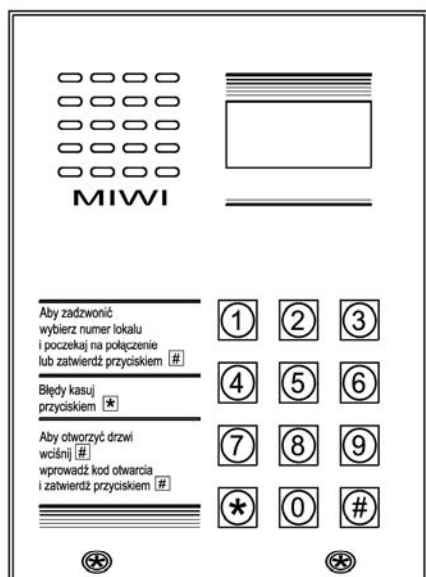 MIWI
Aby zadzwonić
wybierz numer lokalu
i poczekaj na połączenie
lub zatwierdź przyciskiem #
Błędy kasuj
przyciskiem *
Aby otworzyć drzwi
wciśnij #
wprowadź kod otwarcia
i zatwierdź przyciskiem #
1 2 3
4 5 6
7 8 9
* 0 #